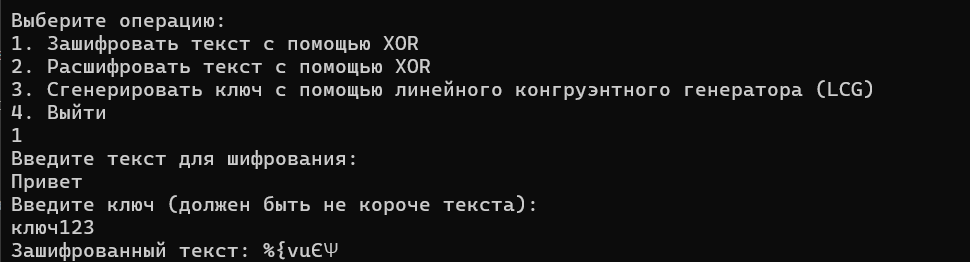 Выберите операцию:
1. Зашифровать текст с помощью XOR
2. Расшифровать текст с помощью XOR
3. Сгенерировать ключ с помощью линейного конгруэнтного генератора (LCG)
4. Выйти
1
Введите текст для шифрования:
Привет
Введите ключ (должен быть не короче текста):
ключ123
Зашифрованный текст: %{vuЄѰ